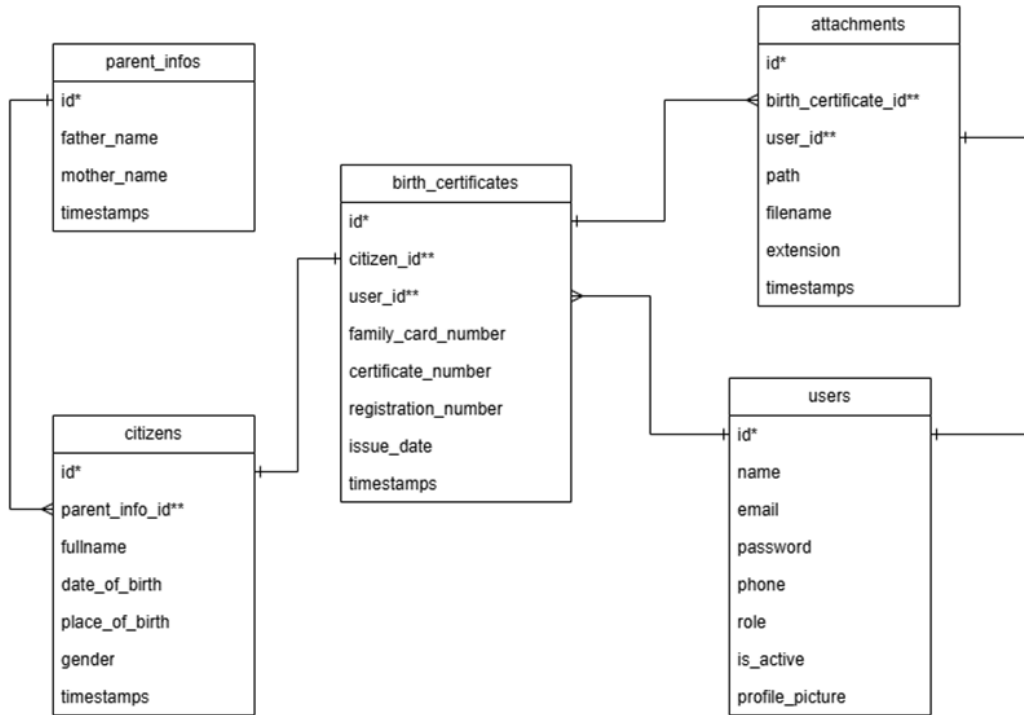 parent_infos
id*
father_name
mother_name
timestamps
citizens
id*
parent_info_id**
fullname
date_of_birth
place_of_birth
gender
timestamps
birth_certificates
id*
citizen_id**
user_id**
family_card_number
certificate_number
registration_number
issue_date
timestamps
attachments
id*
birth_certificate_id**
user_id**
path
filename
extension
timestamps
users
id*
name
email
password
phone
role
is_active
profile_picture